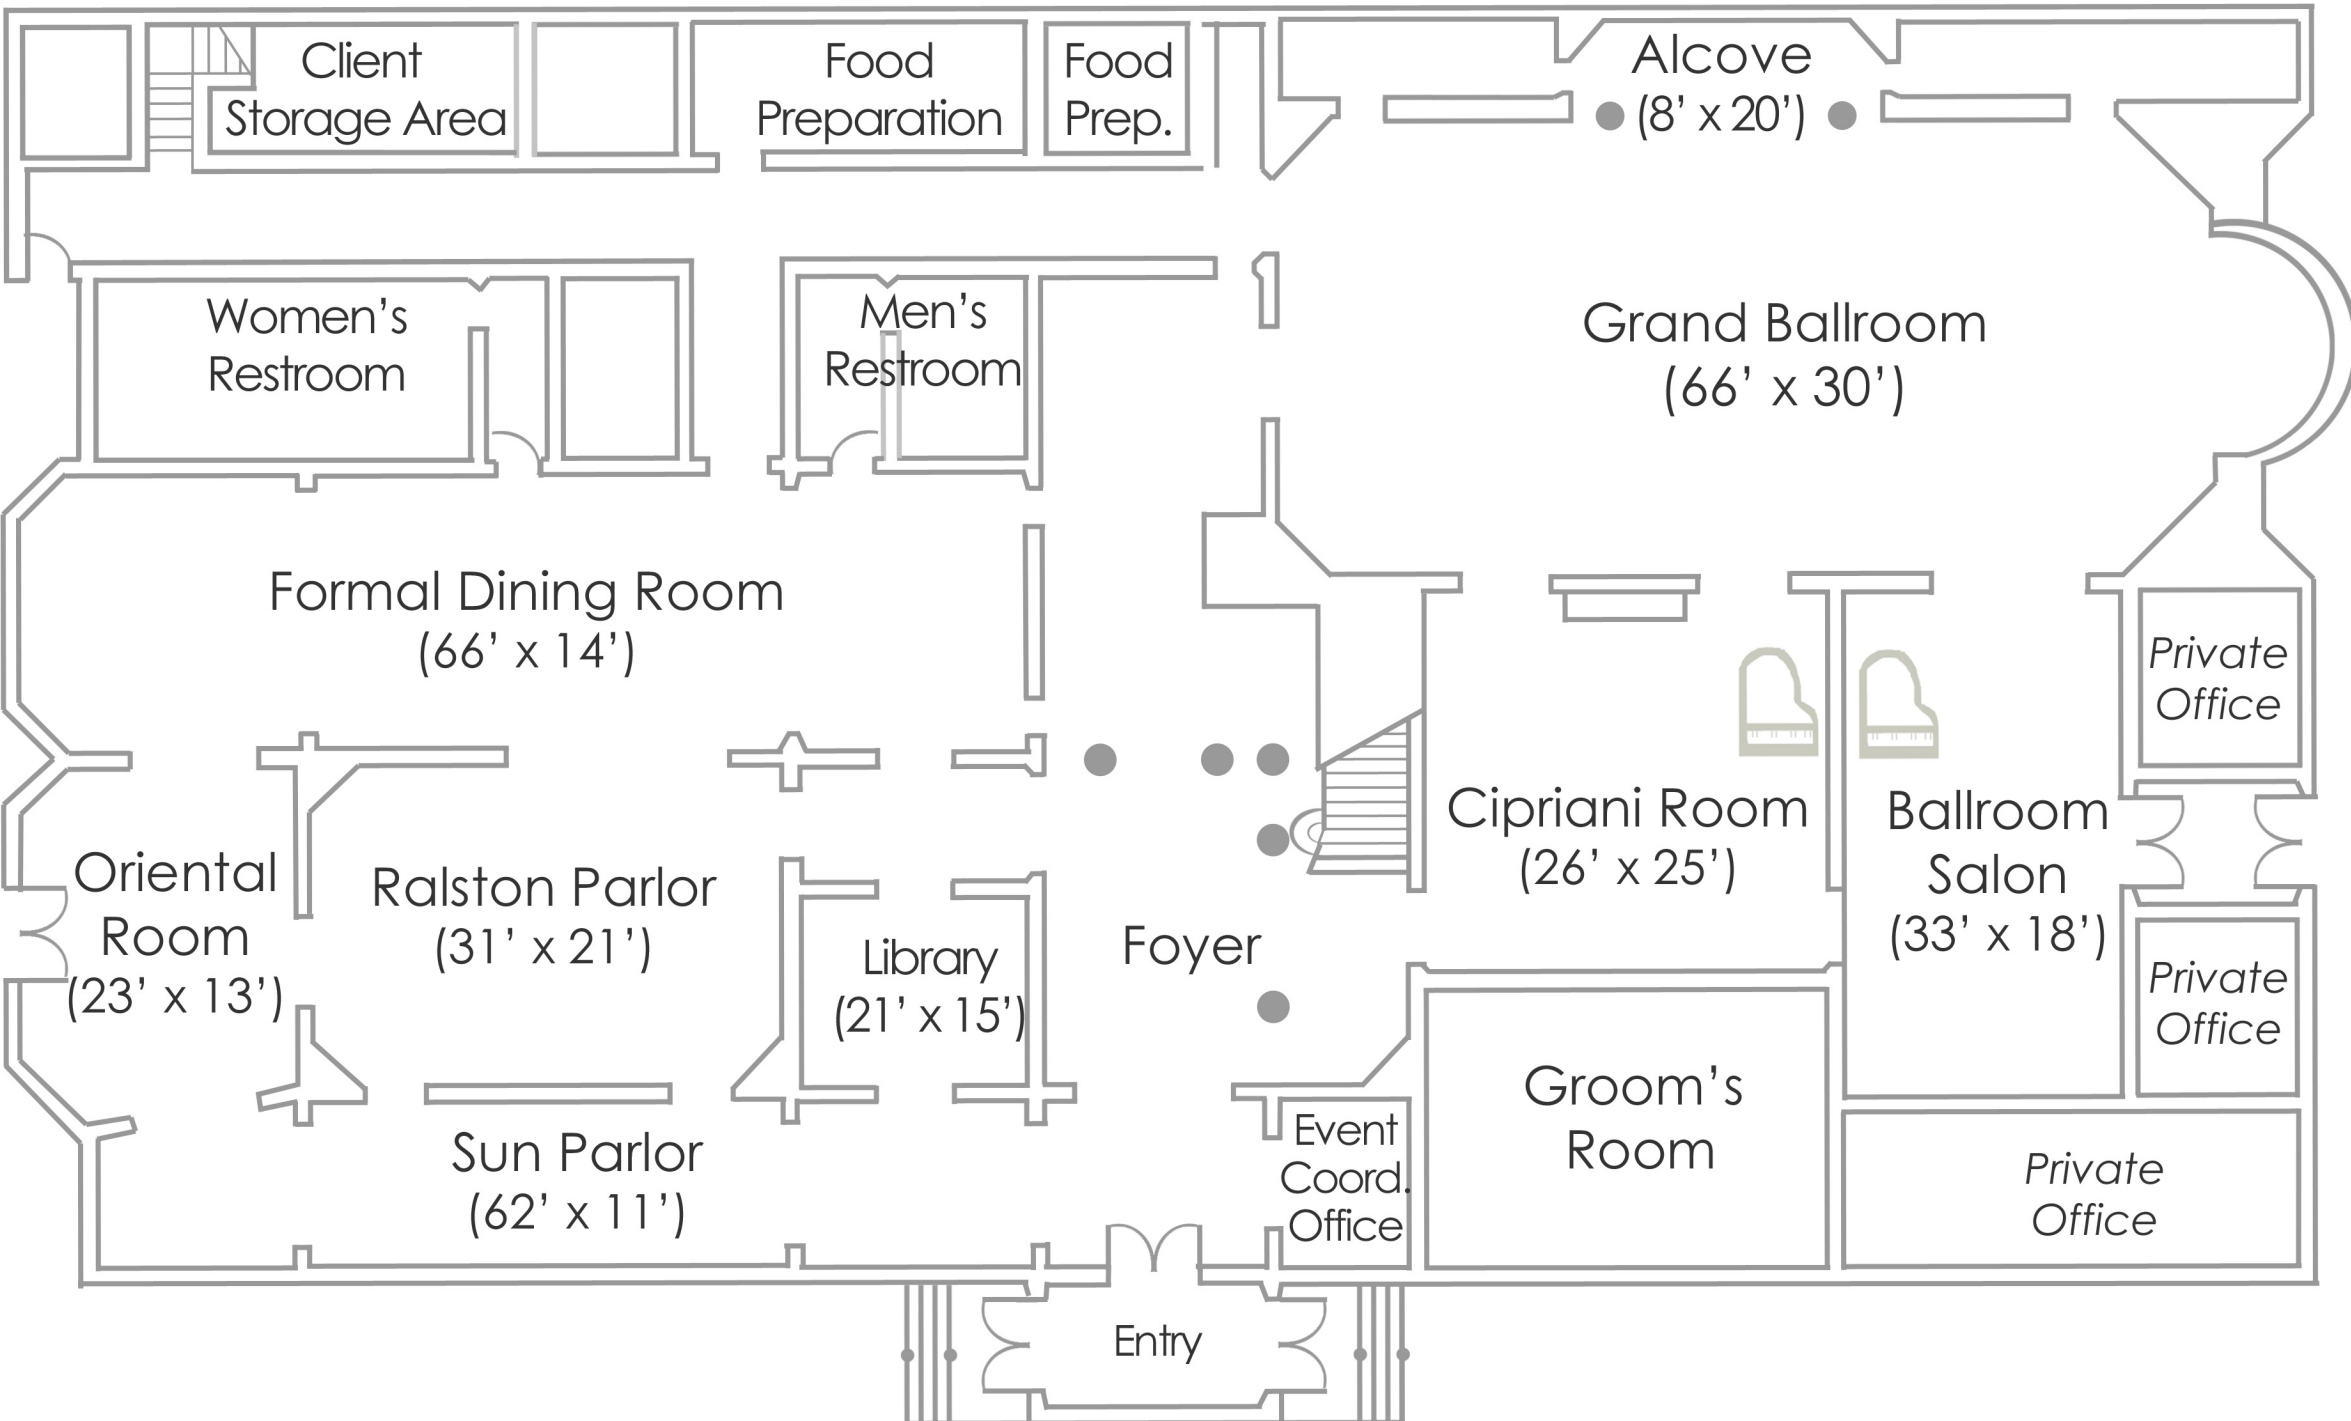 Client
Storage Area
Food
Preparation
Food
Prep.
Alcove
(8’ x 20’)
Women’s
Restroom
Men’s
Restroom
Grand Ballroom
(66’ x 30’)
Formal Dining Room
(66’ x 14’)
Private
Office
Oriental
Room
(23’ x 13’)
Ralston Parlor
(31’ x 21’)
Library
(21’ x 15’)
Foyer
Cipriani Room
(26’ x 25’)
Ballroom
Salon
(33’ x 18’)
Private
Office
Sun Parlor
(62’ x 11’)
Event
Coord.
Office
Groom’s
Room
Private
Office
Entry